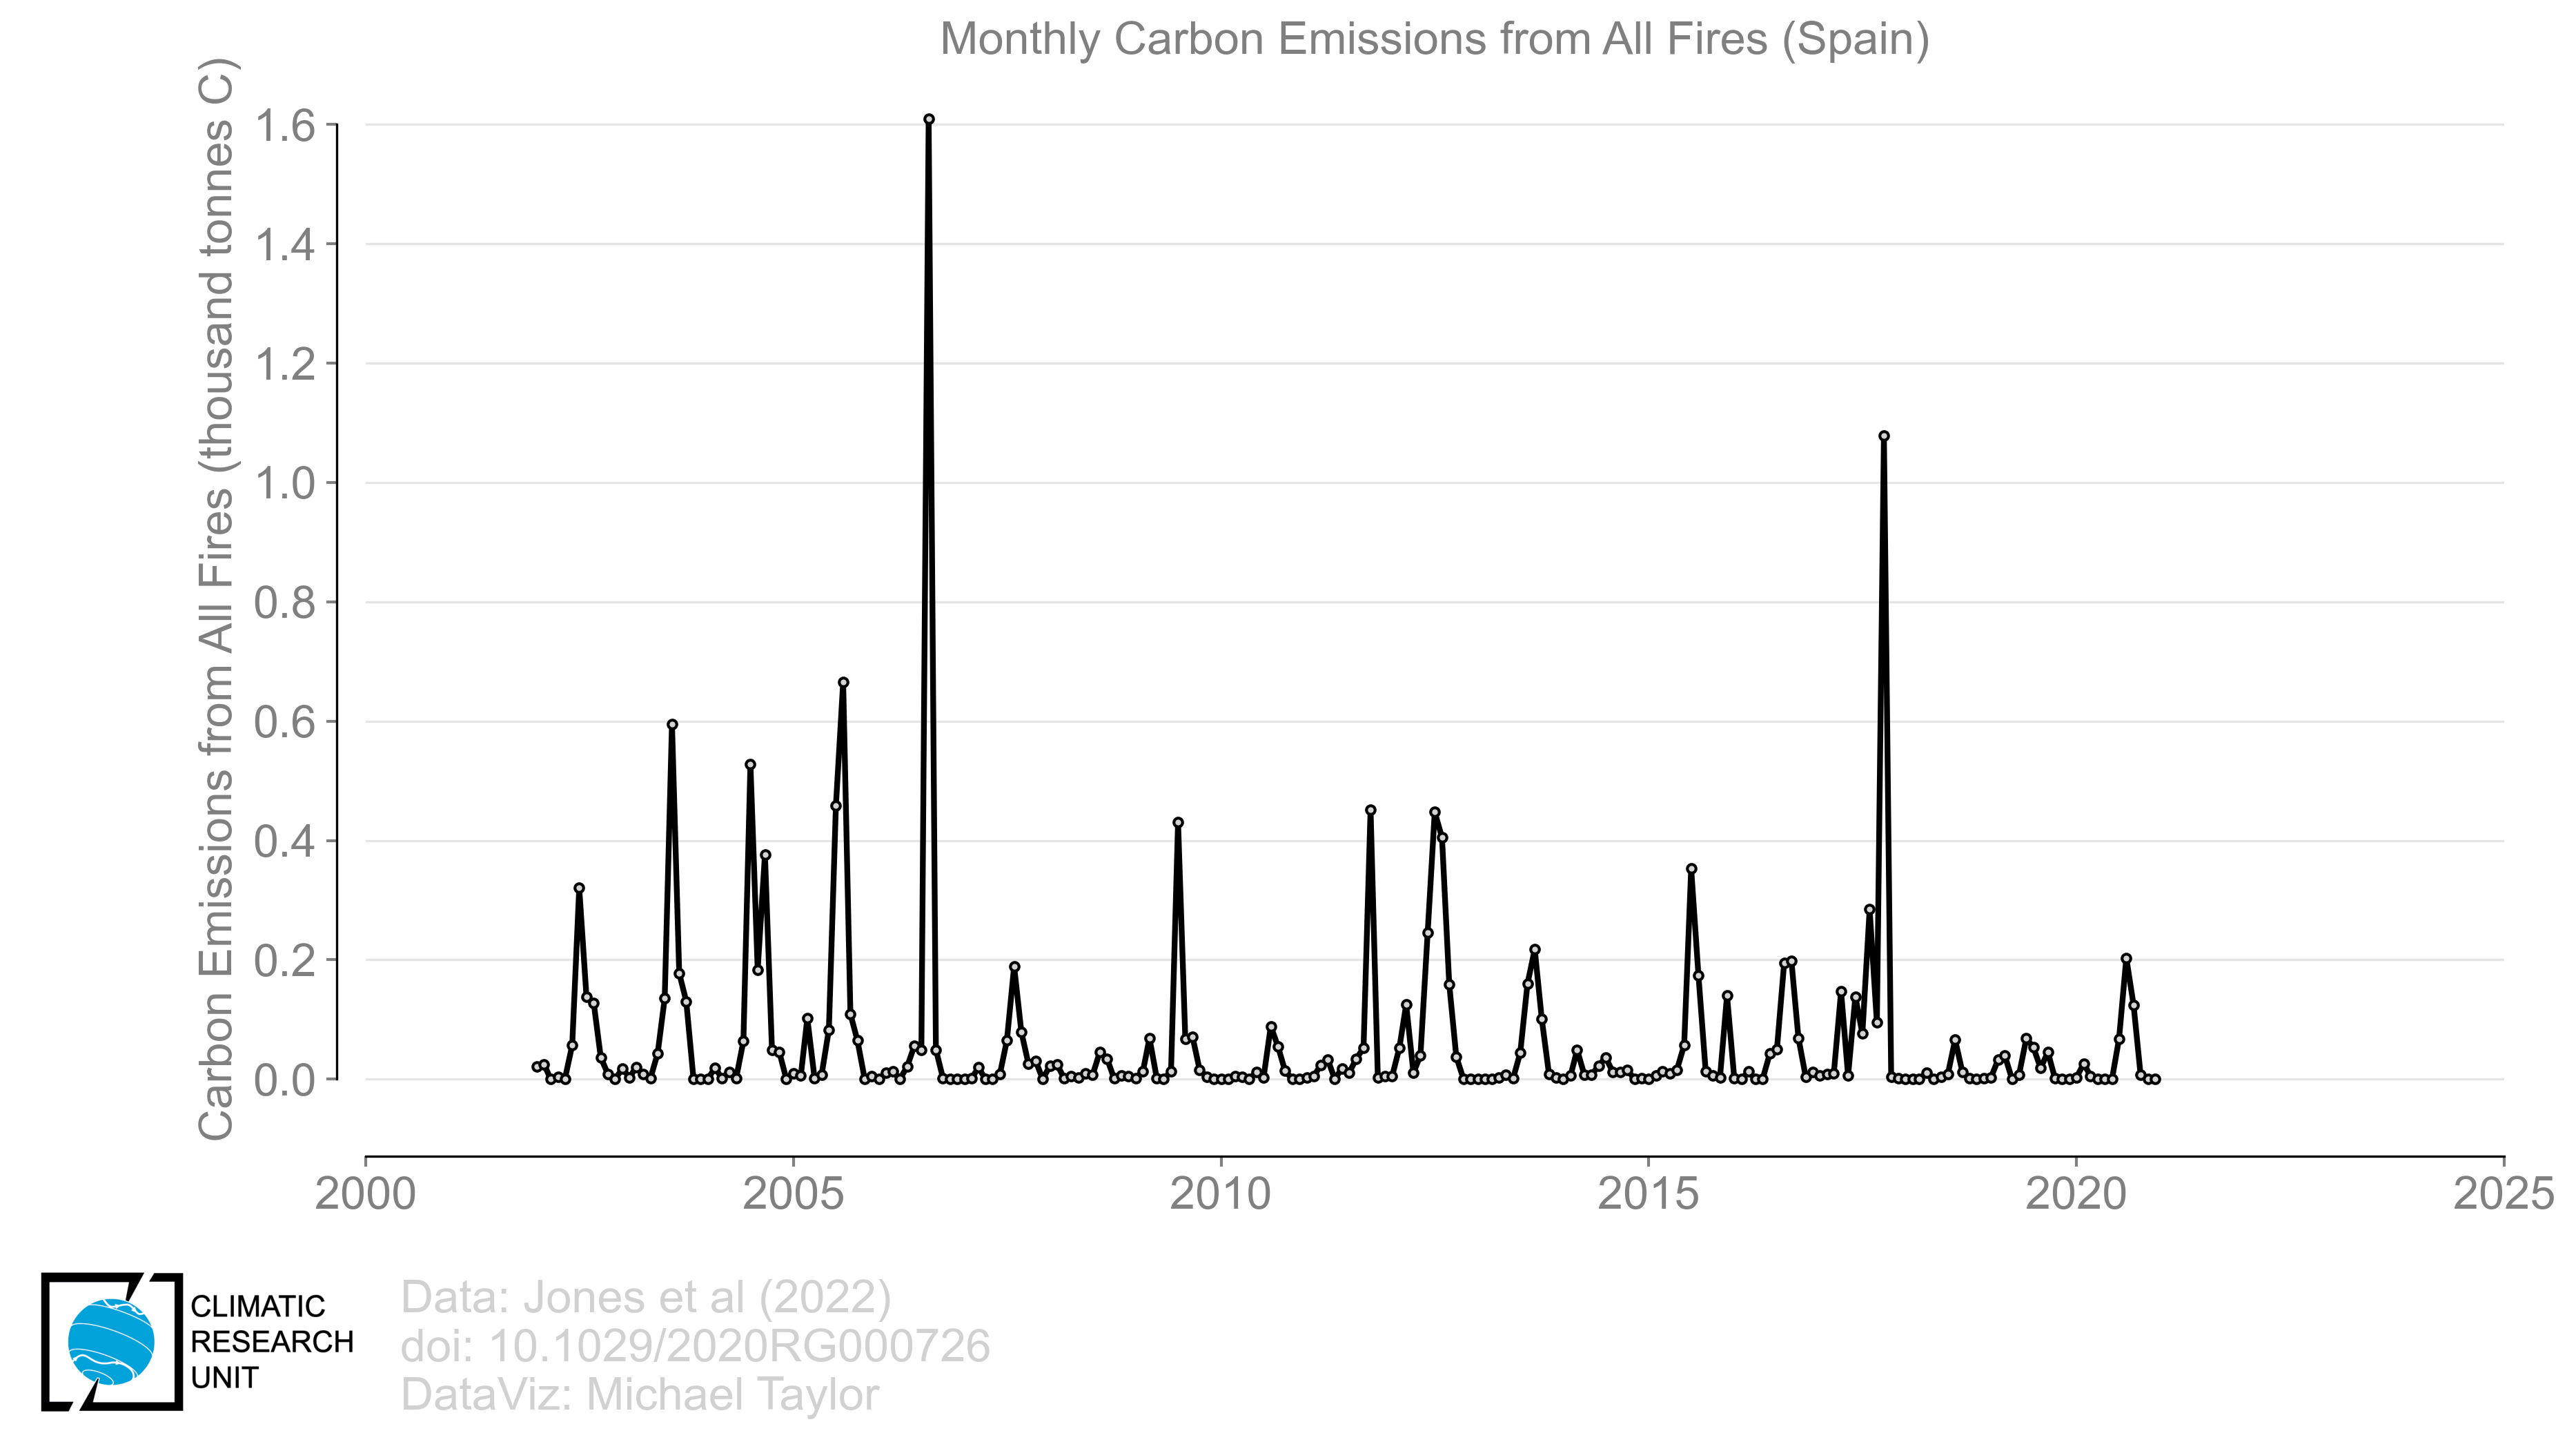 Monthly Carbon Emissions from All Fires (Spain)
Carbon Emissions from All Fires (thousand tonnes C)
1.6
1.4
1.2
1.0
0.8
0.6
0.4
0.2
0.0
2000 2005 2010 2015 2020 2025
CLIMATIC
RESEARCH
UNIT
Data: Jones et al (2022)
doi: 10.1029/2020RG000726
DataViz: Michael Taylor